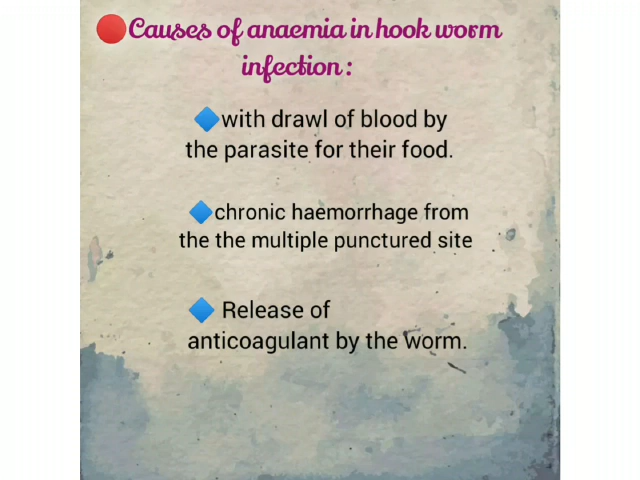 🔴Causes of anaemia in hook worm
infection :
🔷with drawl of blood by
the parasite for their food.
🔷chronic haemorrhage from
the the multiple punctured site
🔷 Release of
anticoagulant by the worm.